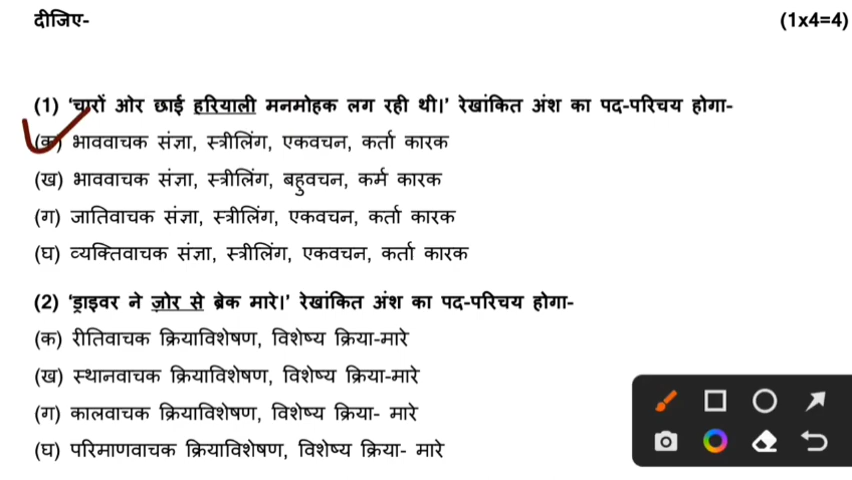 दीजिए- (1x4=4)
(1) 'चारों ओर छाई हरियाली मनमोहक लग रही थी।' रेखांकित अंश का पद-परिचय होगा-
(क) भाववाचक संज्ञा, स्त्रीलिंग, एकवचन, कर्ता कारक
(ख) भाववाचक संज्ञा, स्त्रीलिंग, बहुवचन, कर्म कारक
(ग) जातिवाचक संज्ञा, स्त्रीलिंग, एकवचन, कर्ता कारक
(घ) व्यक्तिवाचक संज्ञा, स्त्रीलिंग, एकवचन, कर्ता कारक
(2) 'ड्राइवर ने ज़ोर से ब्रेक मारे।' रेखांकित अंश का पद-परिचय होगा-
(क) रीतिवाचक क्रियाविशेषण, विशेष्य क्रिया-मारे
(ख) स्थानवाचक क्रियाविशेषण, विशेष्य क्रिया-मारे
(ग) कालवाचक क्रियाविशेषण, विशेष्य क्रिया- मारे
(घ) परिमाणवाचक क्रियाविशेषण, विशेष्य क्रिया- मारे